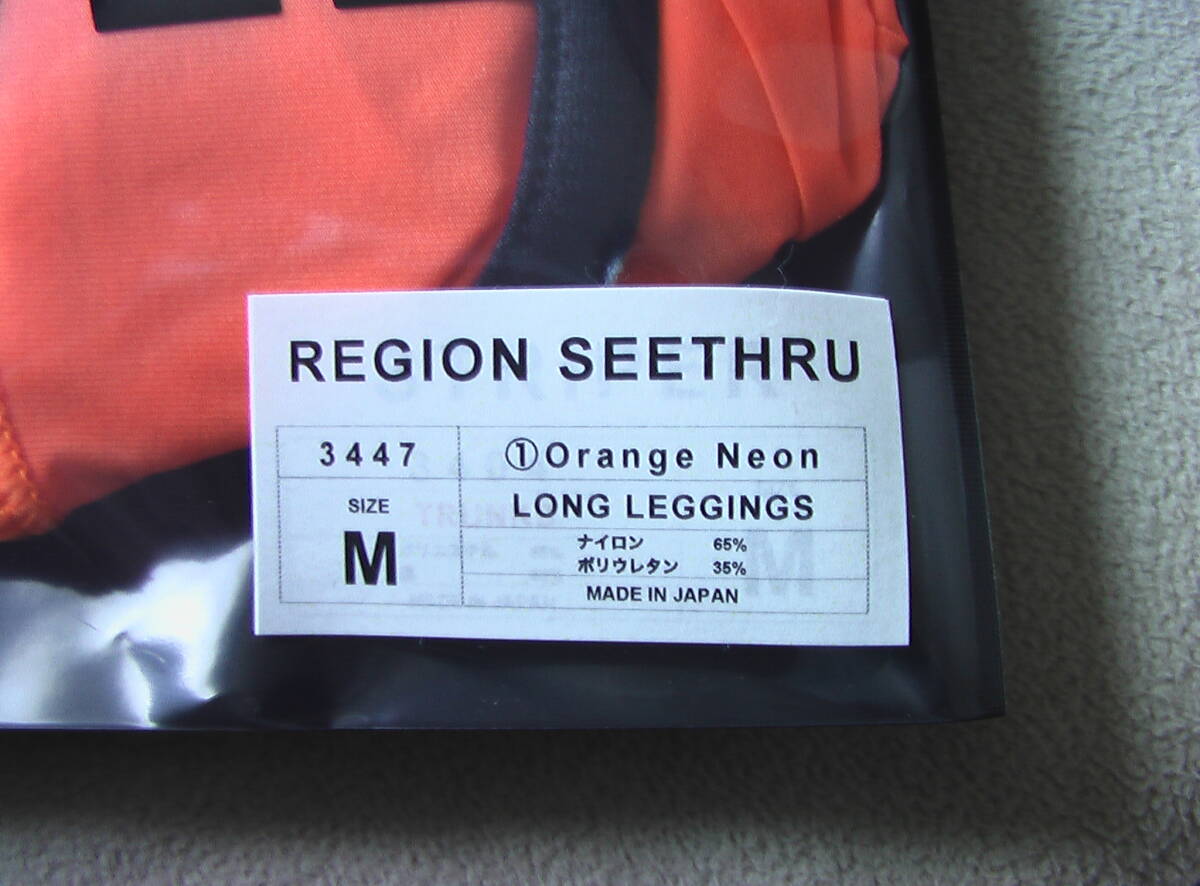 REGION SEETHRU
3447
①Orange Neon
SIZE
M
LONG LEGGINGS
ナイロン 65%
ポリウレタン 35%
MADE IN JAPAN